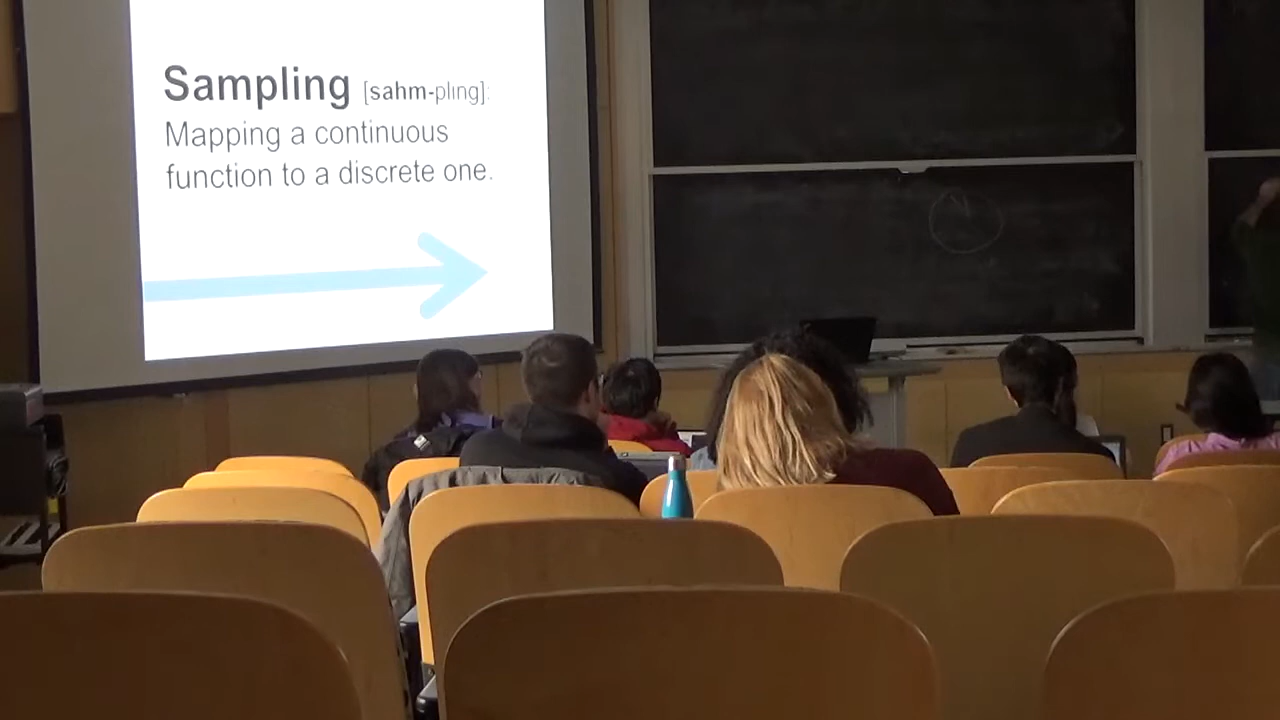 Sampling [sahm-pling]:
Mapping a continuous
function to a discrete one.